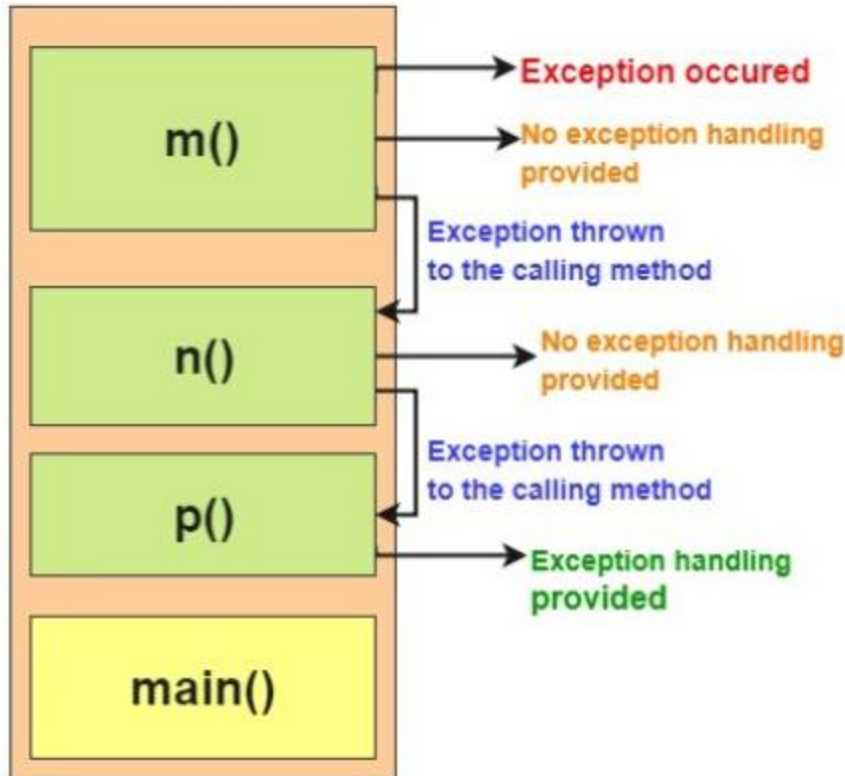 m()
Exception occured
No exception handling
provided
Exception thrown
to the calling method
n()
No exception handling
provided
Exception thrown
to the calling method
p()
Exception handling
provided
main()